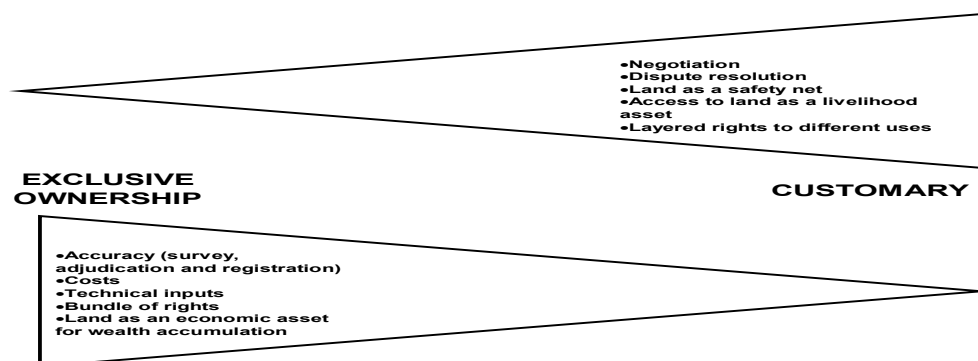 •Negotiation
•Dispute resolution
•Land as a safety net
•Access to land as a livelihood
asset
•Layered rights to different uses
EXCLUSIVE
OWNERSHIP
CUSTOMARY
•Accuracy (survey,
adjudication and registration)
•Costs
•Technical inputs
•Bundle of rights
•Land as an economic asset
for wealth accumulation